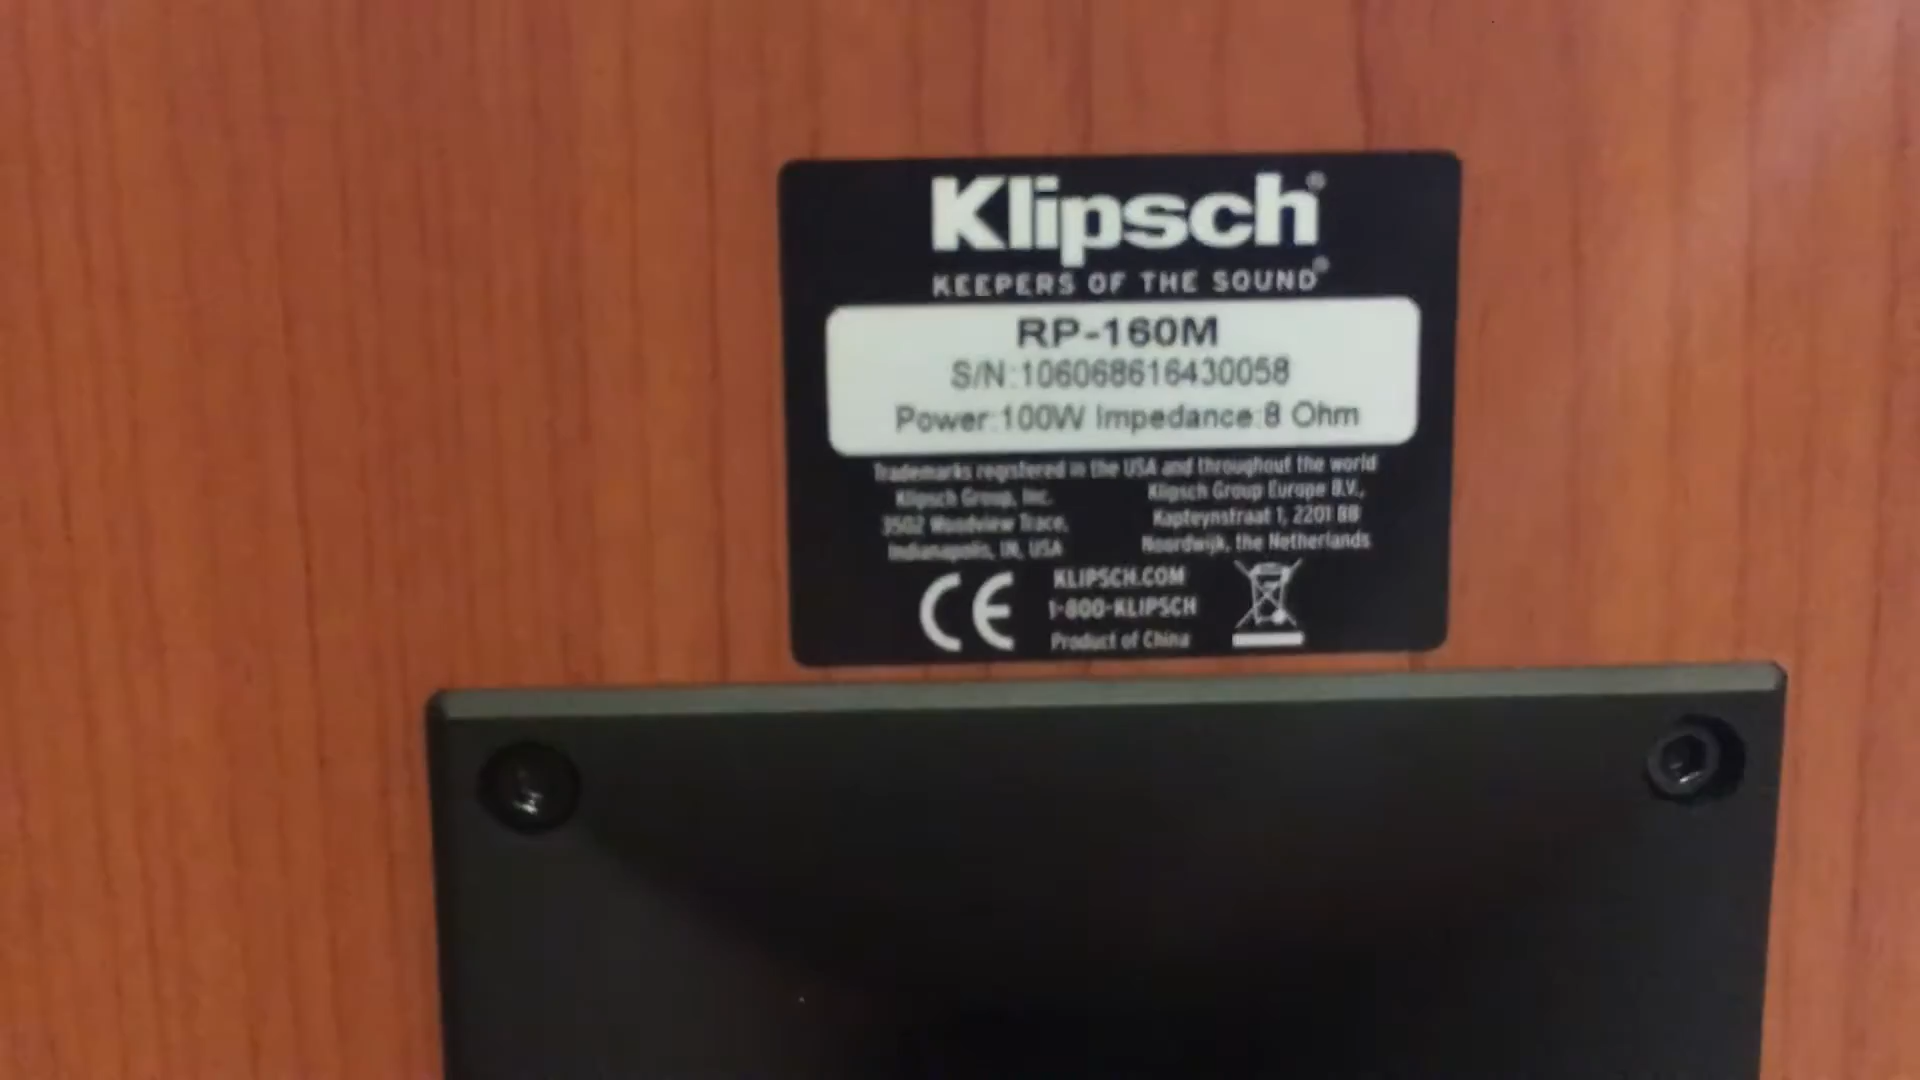 Klipsch®
KEEPERS OF THE SOUND®
RP-160M
S/N:106068616430058
Power:100W Impedance:8 Ohm
Trademarks registered in the USA and throughout the world
Klipsch Group, Inc.
3502 Woodview Trace,
Indianapolis, IN, USA
Klipsch Group Europe B.V.,
Kapteynstraat 1, 2201 BB
Noordwijk, the Netherlands
CE
KLIPSCH.COM
1-800-KLIPSCH
Product of China